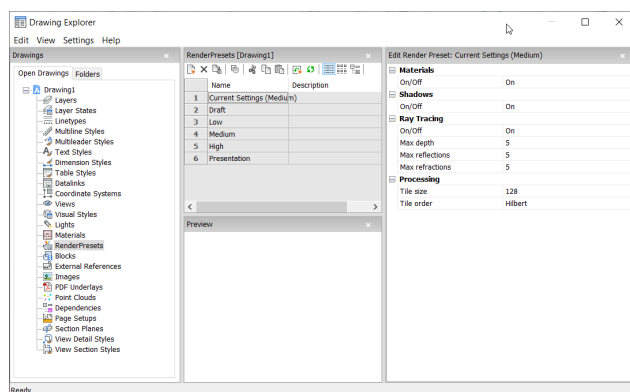 Drawing Explorer
Edit View Settings Help
Drawings
Open Drawings Folders
Drawing1
Layers
Layer States
Linetypes
Multiline Styles
Multileader Styles
Text Styles
Dimension Styles
Table Styles
Datalinks
Coordinate Systems
Views
Visual Styles
Lights
Materials
RenderPresets
Blocks
External References
Images
PDF Underlays
Point Clouds
Dependencies
Page Setups
Section Planes
View Detail Styles
View Section Styles
RenderPresets [Drawing1]
Name Description
1 Current Settings (Medium)
2 Draft
3 Low
4 Medium
5 High
6 Presentation
Preview
Edit Render Preset: Current Settings (Medium)
Materials
On/Off On
Shadows
On/Off On
Ray Tracing
On/Off On
Max depth 5
Max reflections 5
Max refractions 5
Processing
Tile size 128
Tile order Hilbert
Ready